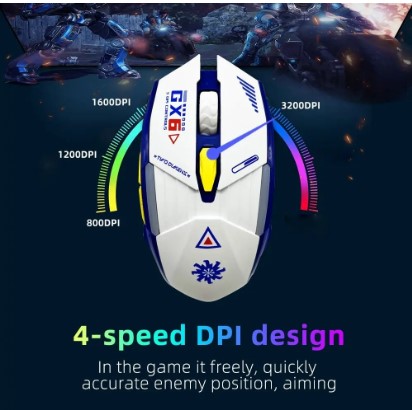 1600DPI
3200DPI
1200DPI
800DPI
GX6
4-speed DPI design
In the game it freely, quickly
accurate enemy position, aiming